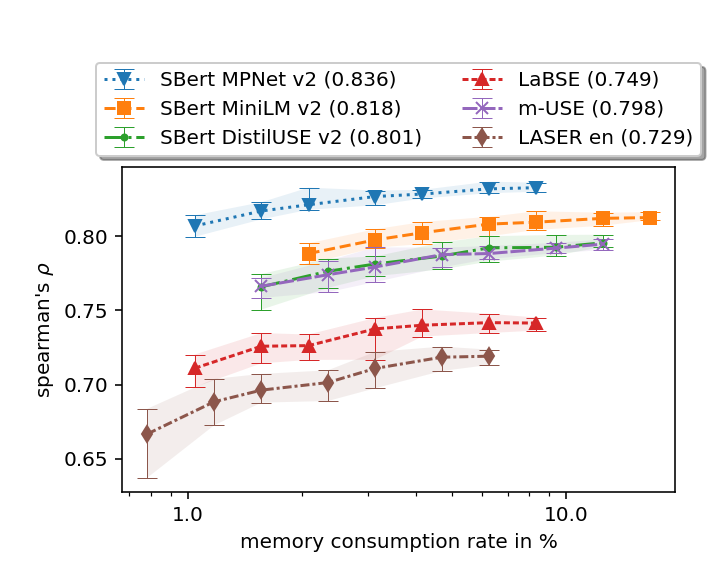 SBert MPNet v2 (0.836)
SBert MiniLM v2 (0.818)
SBert DistilUSE v2 (0.801)
LaBSE (0.749)
m-USE (0.798)
LASER en (0.729)
spearman's ρ
0.80
0.75
0.70
0.65
1.0
10.0
memory consumption rate in %